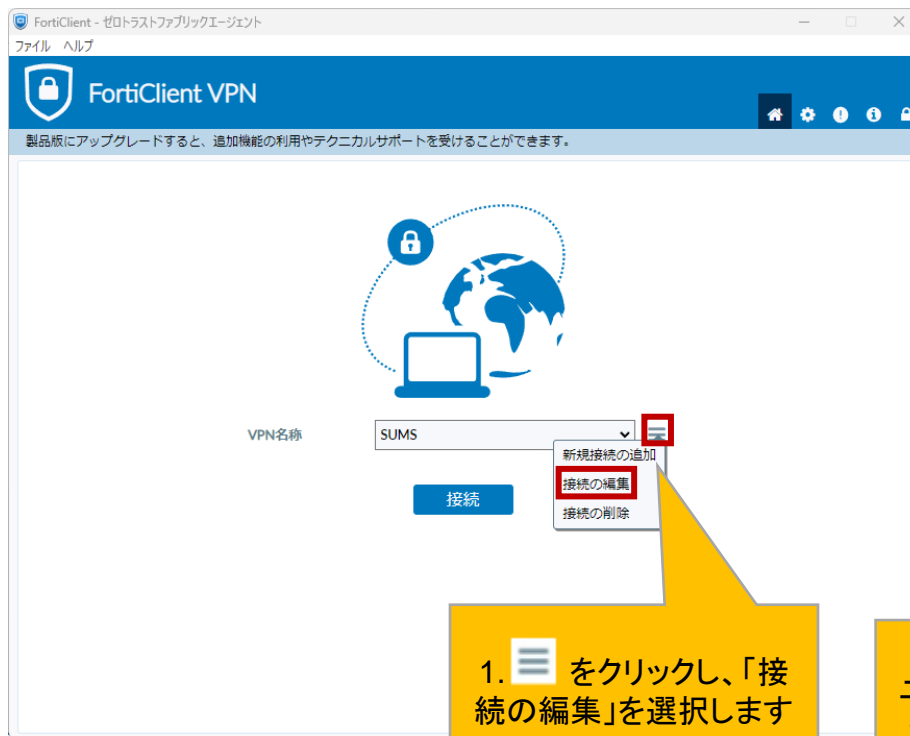 FortiClient - ゼロトラストファブリックエージェント
ファイル ヘルプ
FortiClient VPN
製品版にアップグレードすると、追加機能の利用やテクニカルサポートを受けることができます。
VPN名称 SUMS
新規接続の追加
接続の編集
接続の削除
接続
1. をクリックし、「接
続の編集」を選択します